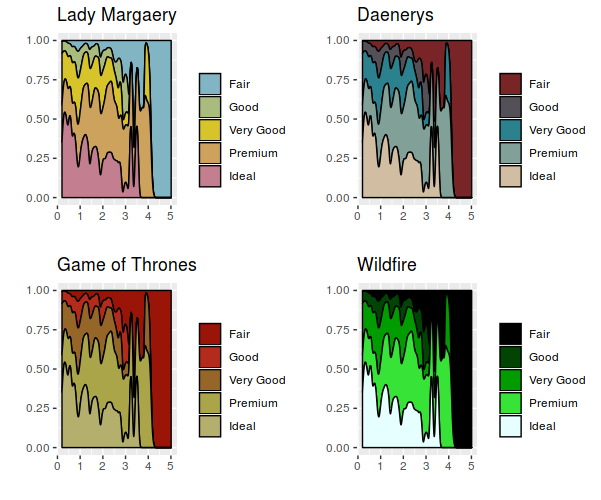 Lady Margaery
1.00
0.75
0.50
0.25
0.00
0 1 2 3 4 5
Fair
Good
Very Good
Premium
Ideal
Daenerys
1.00
0.75
0.50
0.25
0.00
0 1 2 3 4 5
Fair
Good
Very Good
Premium
Ideal
Game of Thrones
1.00
0.75
0.50
0.25
0.00
0 1 2 3 4 5
Fair
Good
Very Good
Premium
Ideal
Wildfire
1.00
0.75
0.50
0.25
0.00
0 1 2 3 4 5
Fair
Good
Very Good
Premium
Ideal